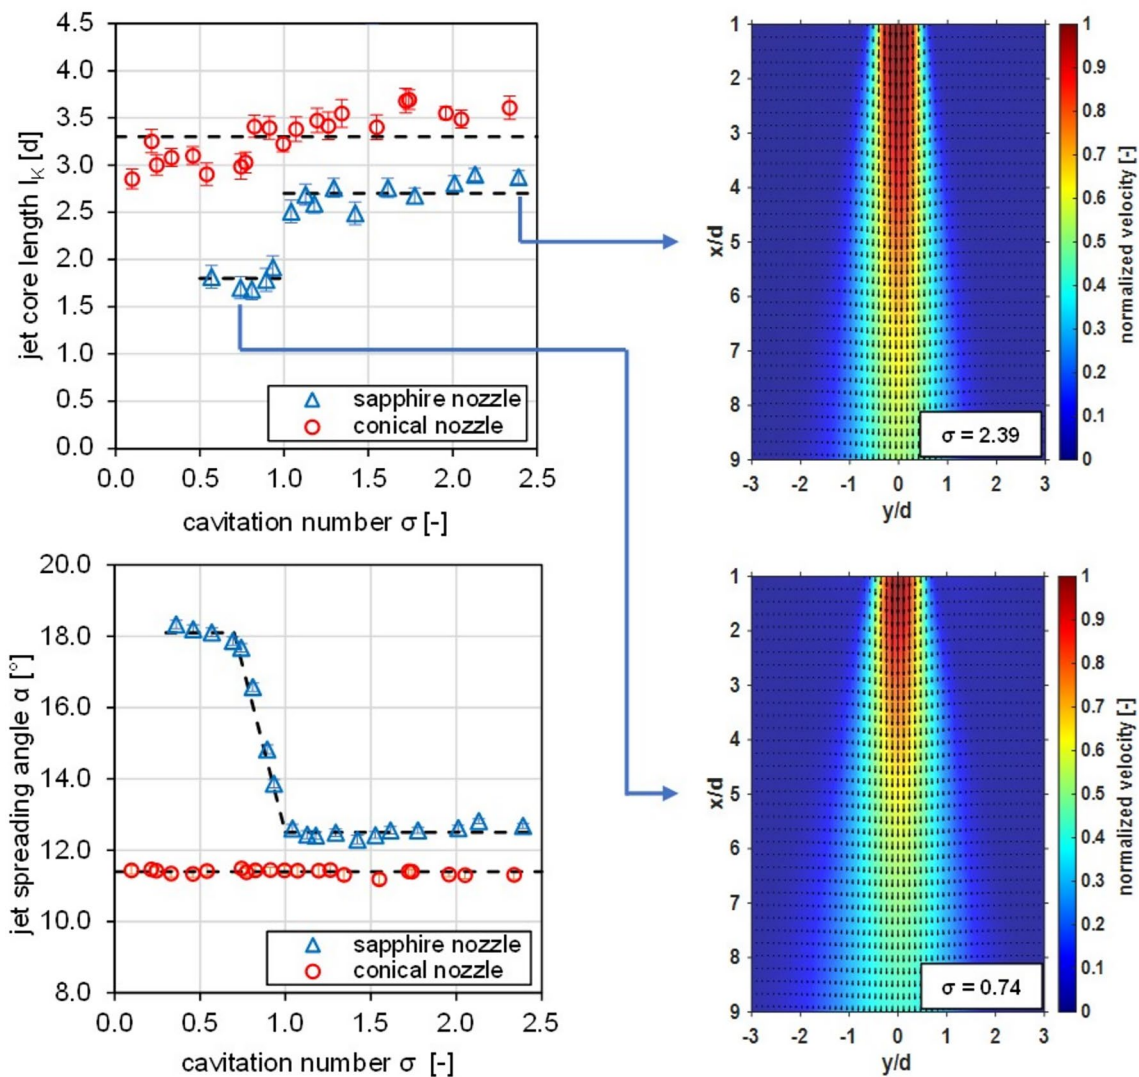 4.5
4.0
3.5
3.0
2.5
2.0
1.5
1.0
0.5
0.0
jet core length lK [d]
sapphire nozzle
conical nozzle
0.0 0.5 1.0 1.5 2.0 2.5
cavitation number σ [-]
1
2
3
4
5
6
7
8
9
x/d
σ = 2.39
-3 -2 -1 0 1 2 3
y/d
1
0.9
0.8
0.7
0.6
0.5
0.4
0.3
0.2
0.1
0
normalized velocity [-]
20.0
18.0
16.0
14.0
12.0
10.0
8.0
jet spreading angle α [°]
sapphire nozzle
conical nozzle
0.0 0.5 1.0 1.5 2.0 2.5
cavitation number σ [-]
1
2
3
4
5
6
7
8
9
x/d
σ = 0.74
-3 -2 -1 0 1 2 3
y/d
1
0.9
0.8
0.7
0.6
0.5
0.4
0.3
0.2
0.1
0
normalized velocity [-]